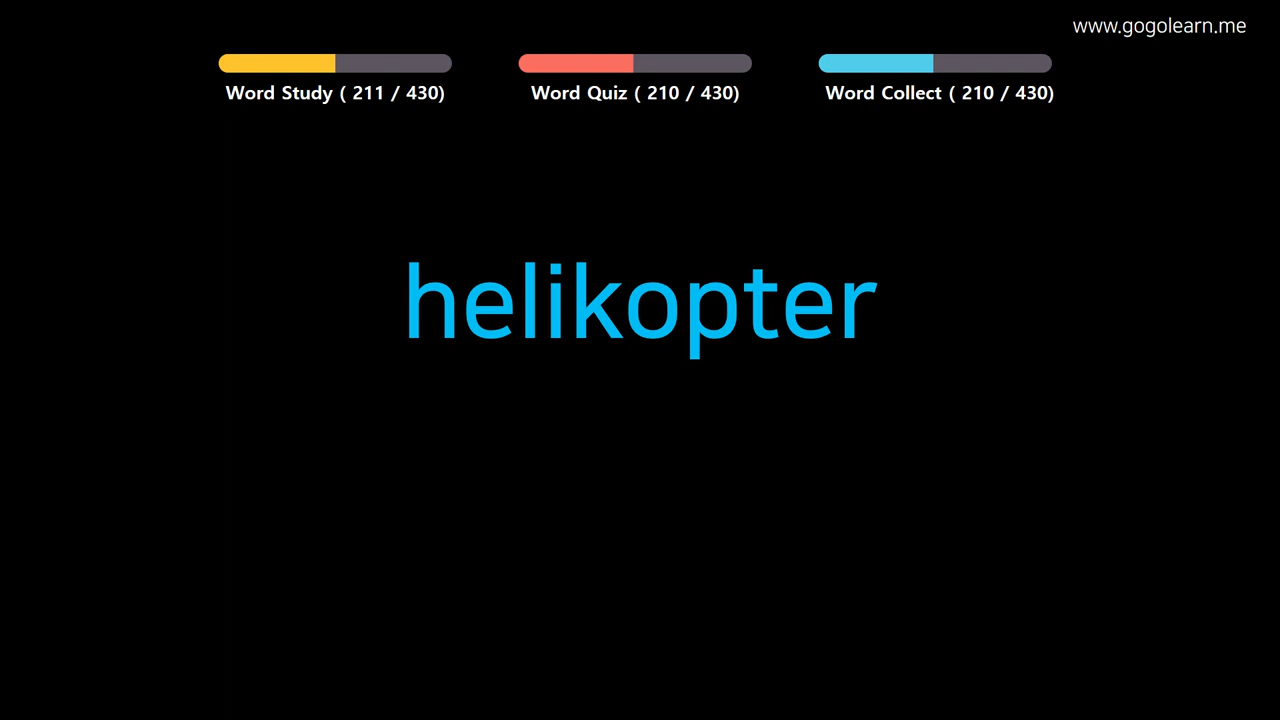 www.gogolearn.me
Word Study ( 211 / 430)
Word Quiz ( 210 / 430)
Word Collect ( 210 / 430)
helikopter